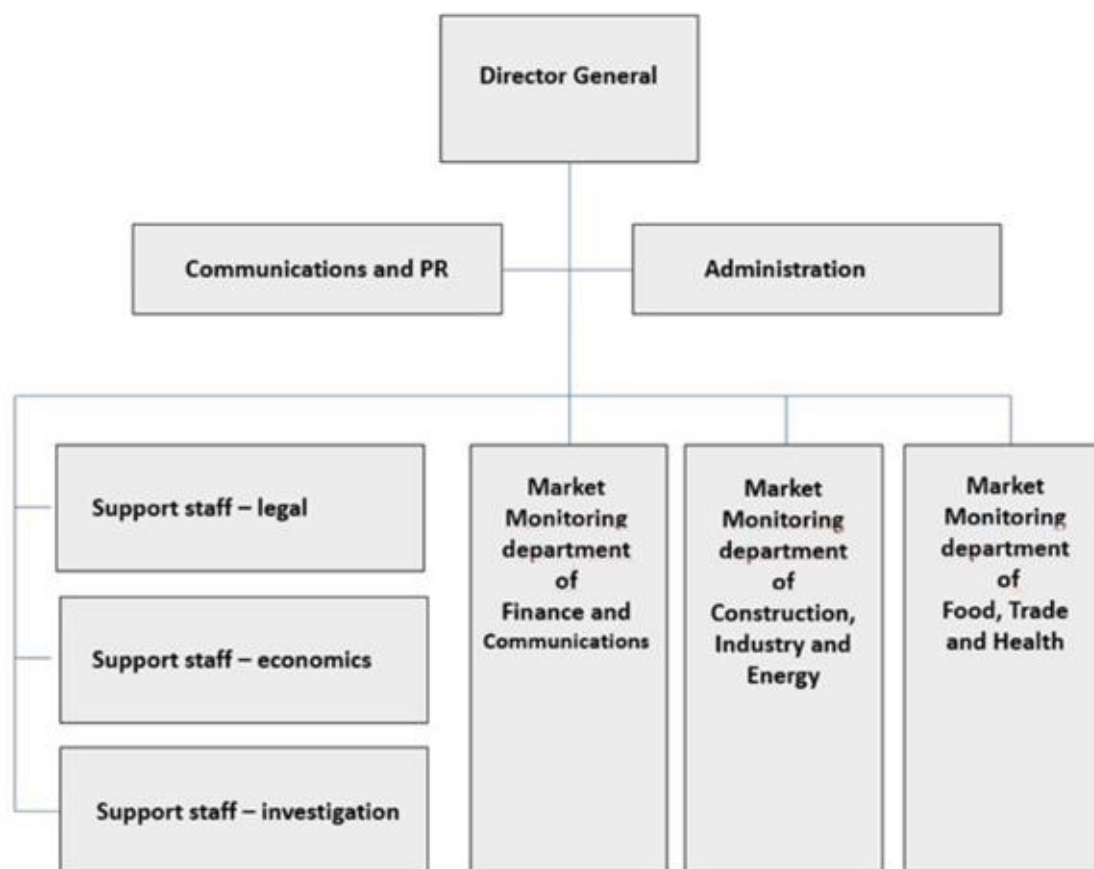 Director General
Communications and PR
Administration
Support staff – legal
Support staff – economics
Support staff – investigation
Market
Monitoring
department
of
Finance and
Communications
Market
Monitoring
department
of
Construction,
Industry and
Energy
Market
Monitoring
department
of
Food, Trade
and Health